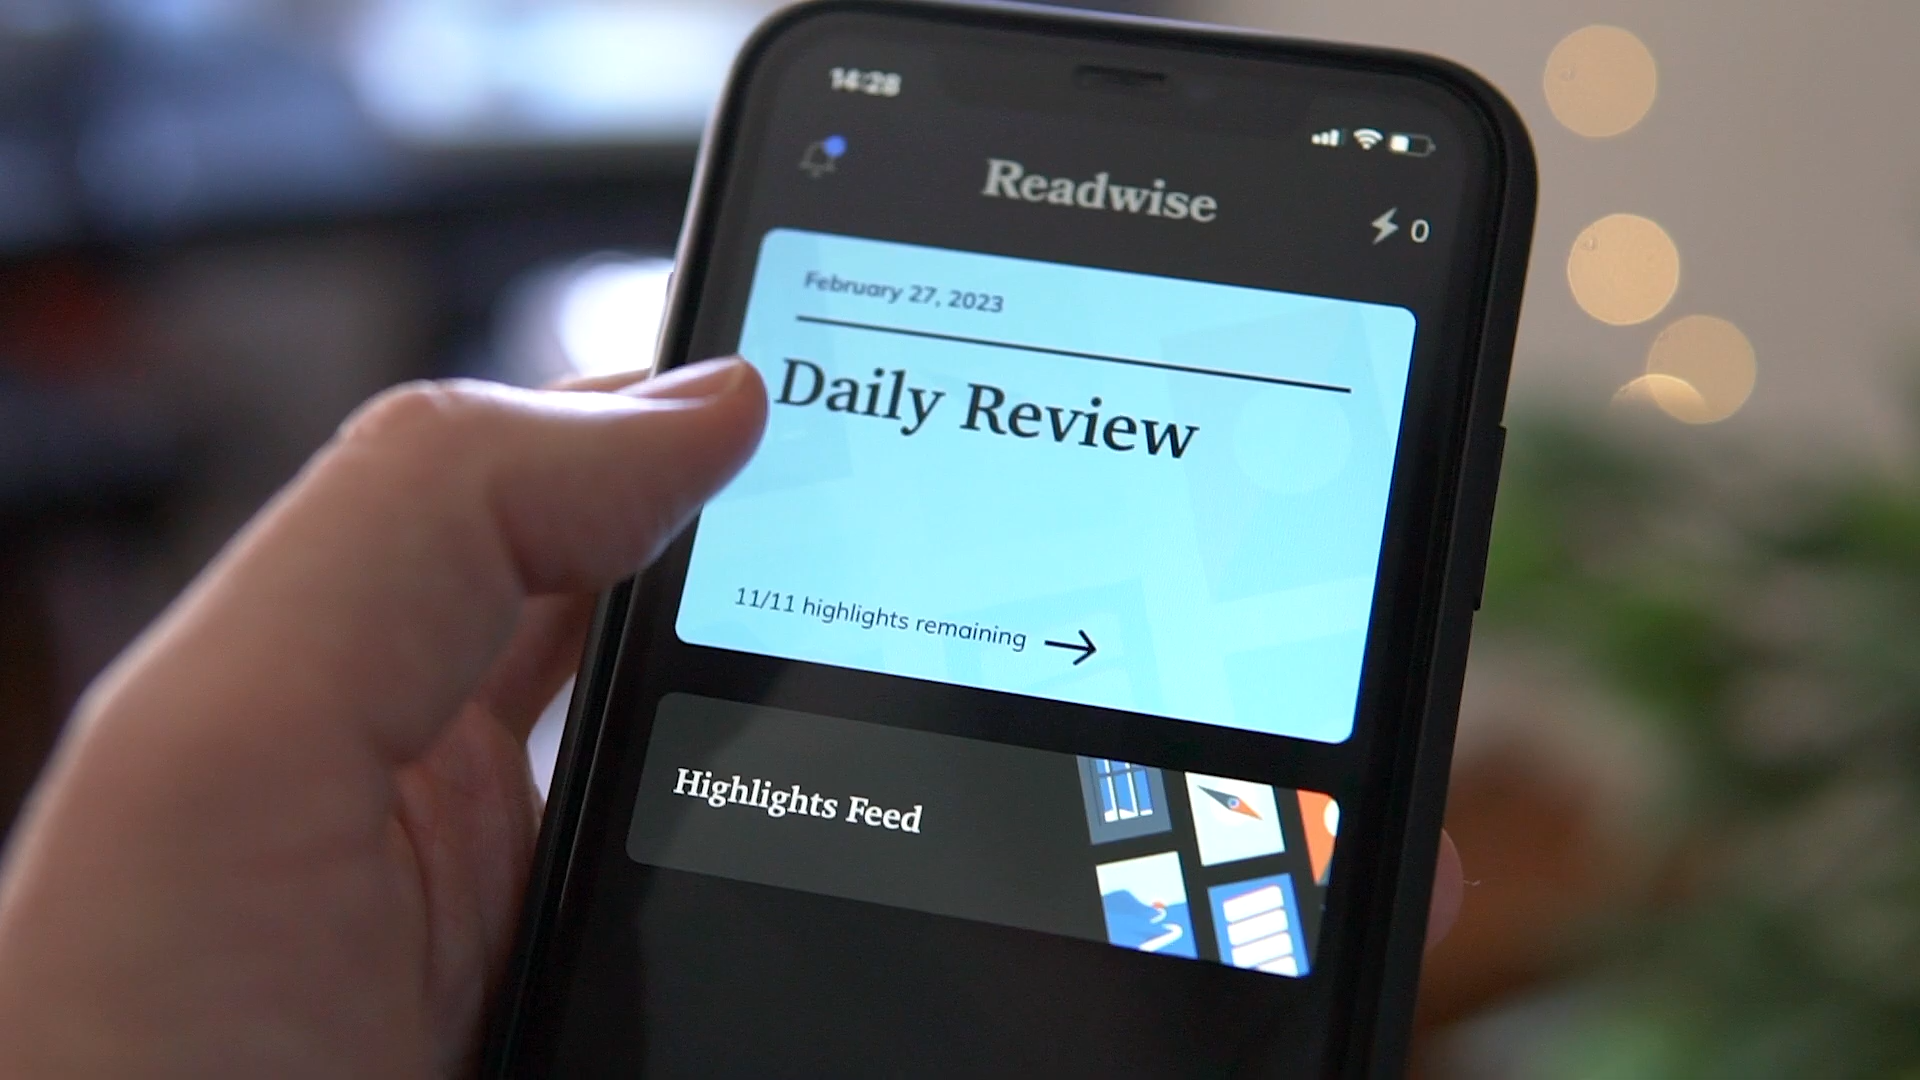 14:28
Readwise
0
February 27, 2023
Daily Review
11/11 highlights remaining
Highlights Feed